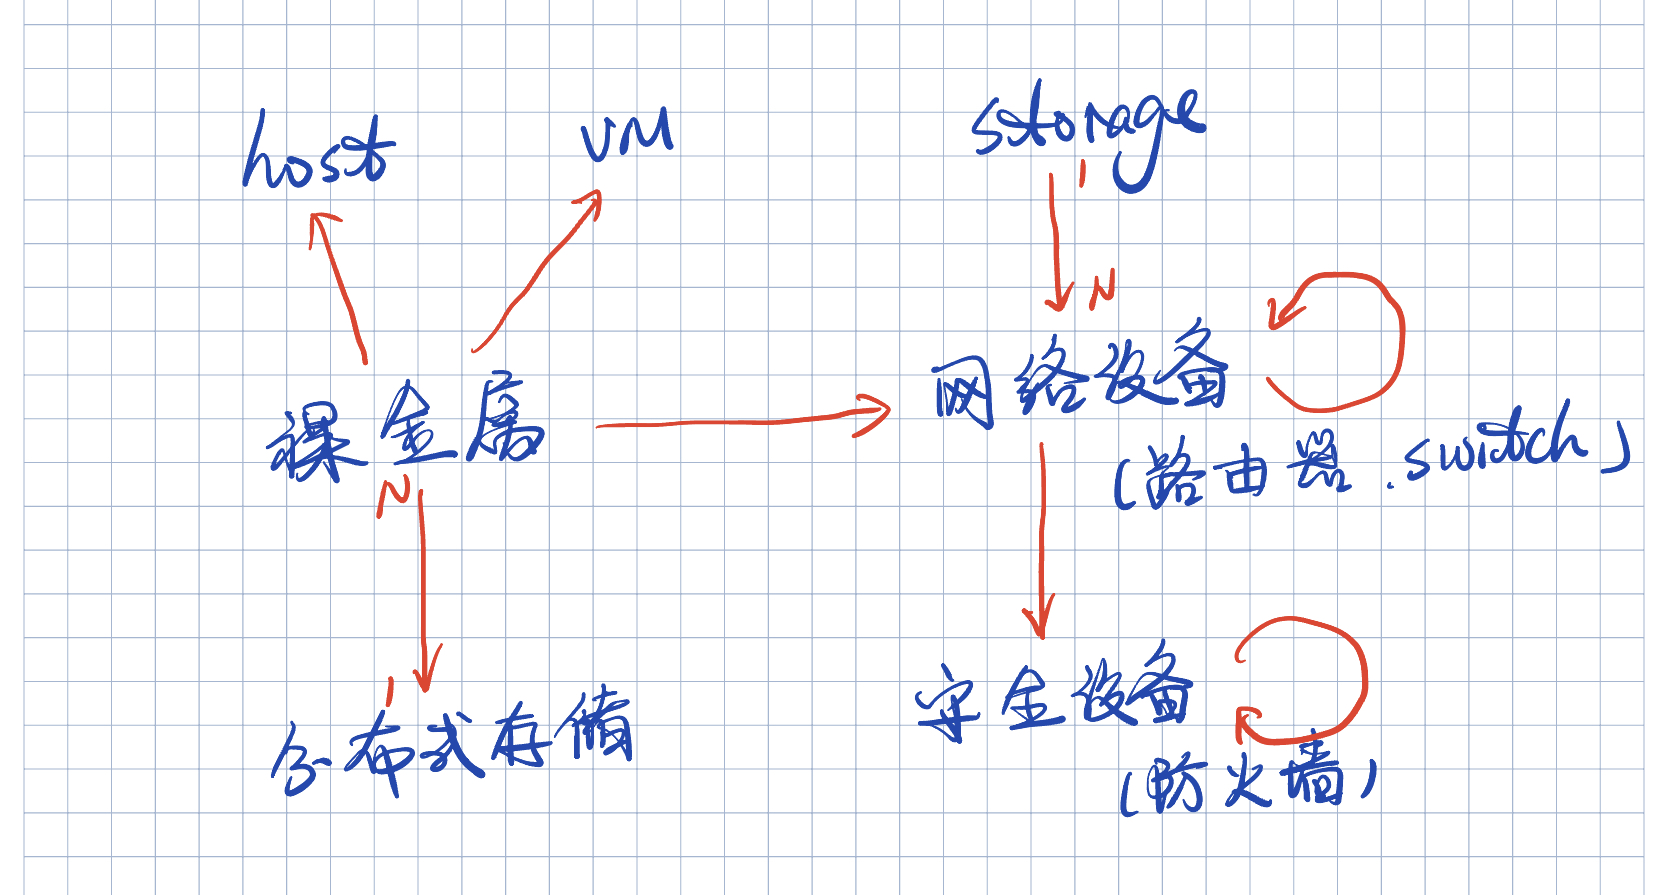 host
VM
storage
1
N
网络设备
裸金属
(路由器.switch)
N
1
分布式存储
安全设备
(防火墙)